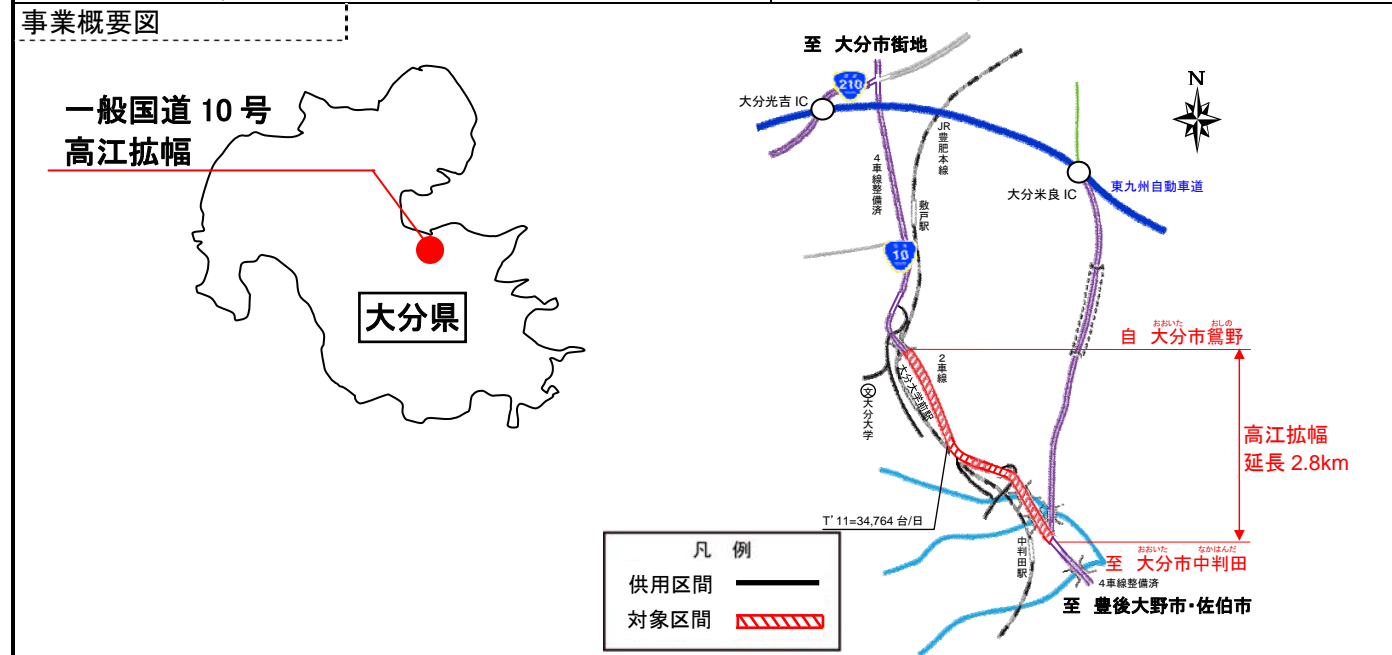 事業概要図
一般国道 10 号
高江拡幅
大分県
至 大分市街地
210
大分光吉 IC
N
JR豊肥本線
4車線整備済
大分米良 IC
東九州自動車道
敷戸駅
10
おおいた おしの
自 大分市鴛野
2車線
大分大学前駅
文
大分大学
高江拡幅
延長 2.8km
T' 11=34,764 台/日
中判田駅
おおいた なかはんだ
至 大分市中判田
4車線整備済
至 豊後大野市・佐伯市
凡 例
供用区間
対象区間